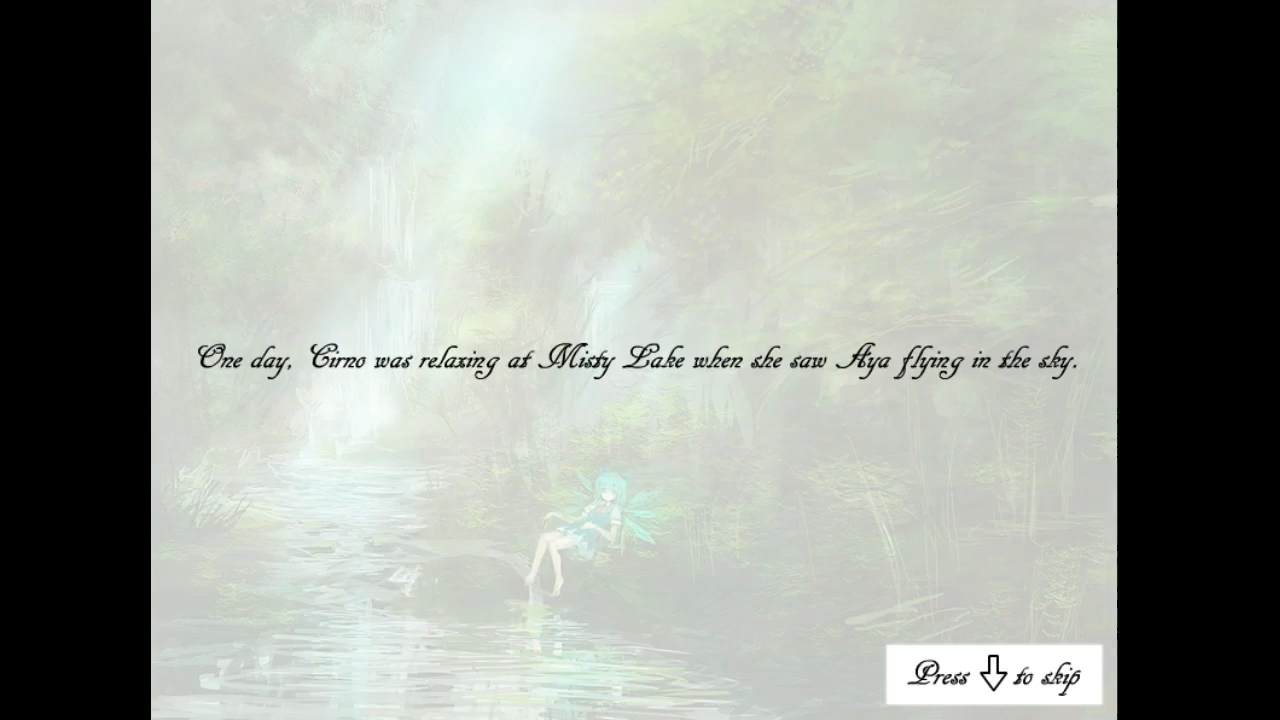 One day, Cirno was relaxing at Misty Lake when she saw Aya flying in the sky.
Press ⇩ to skip